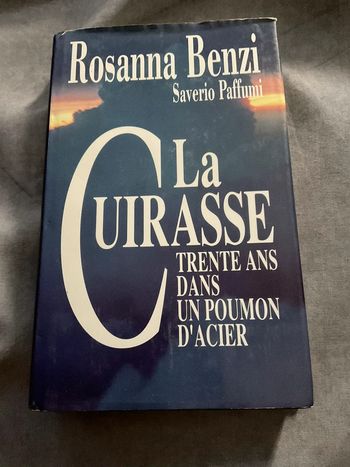 Rosanna Benzi
Saverio Paffumi
La
CUIRASSE
TRENTE ANS
DANS
UN POUMON
D'ACIER